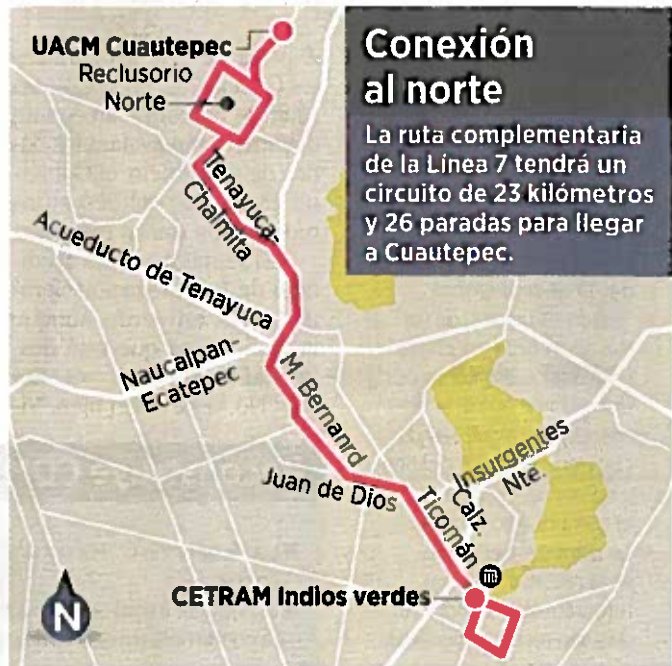 Conexión
al norte
La ruta complementaria
de la Línea 7 tendrá un
circuito de 23 kilómetros
y 26 paradas para llegar
a Cuautepec.
UACM Cuautepec
Reclusorio
Norte
Tenayuca-
Chalmita
Acueducto de Tenayuca
Naucalpan-
Ecatepec
M. Bernanrd
Juan de Dios
Insurgentes
Nte.
Calz.
Ticomán
CETRAM Indios verdes
N